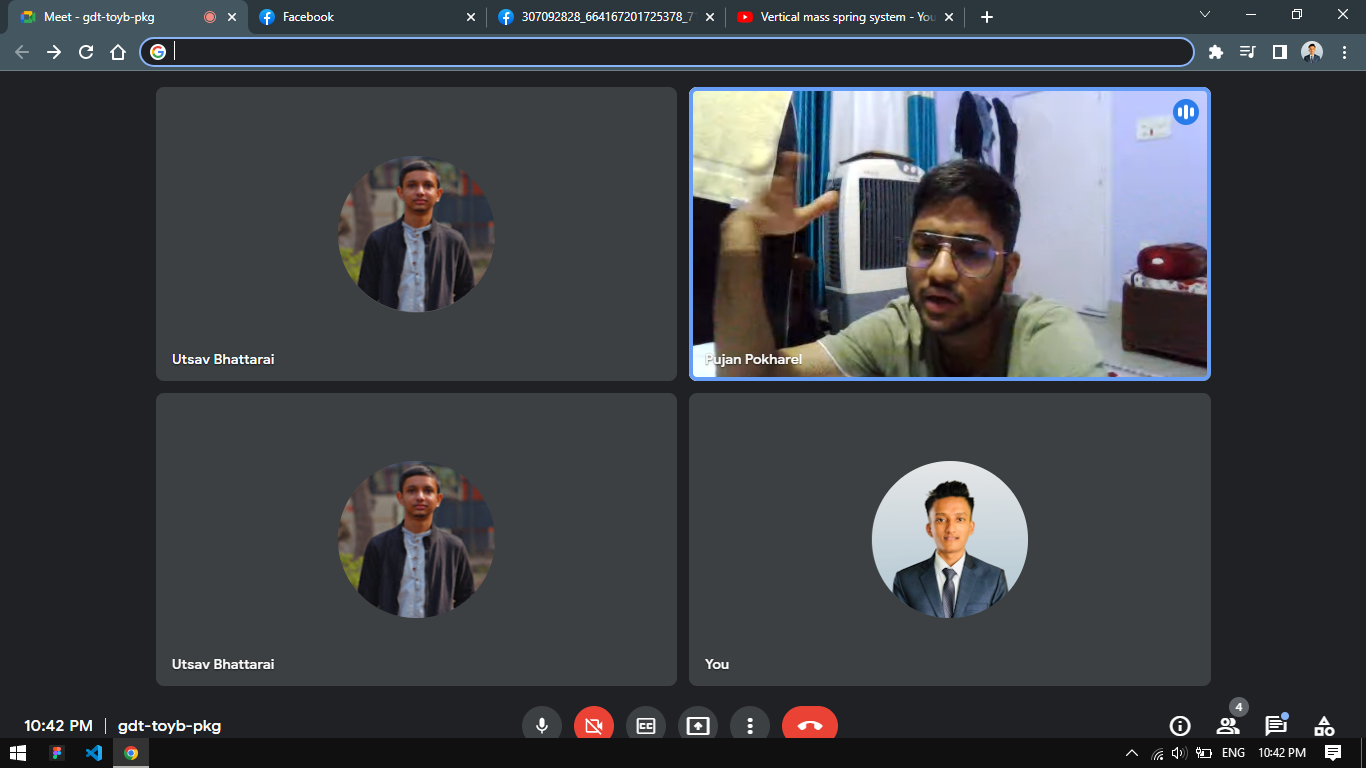 Meet - gdt-toyb-pkg
Facebook
307092828_664167201725378_7
Vertical mass spring system - You
Utsav Bhattarai
Pujan Pokharel
Utsav Bhattarai
You
10:42 PM | gdt-toyb-pkg
4
ENG
10:42 PM